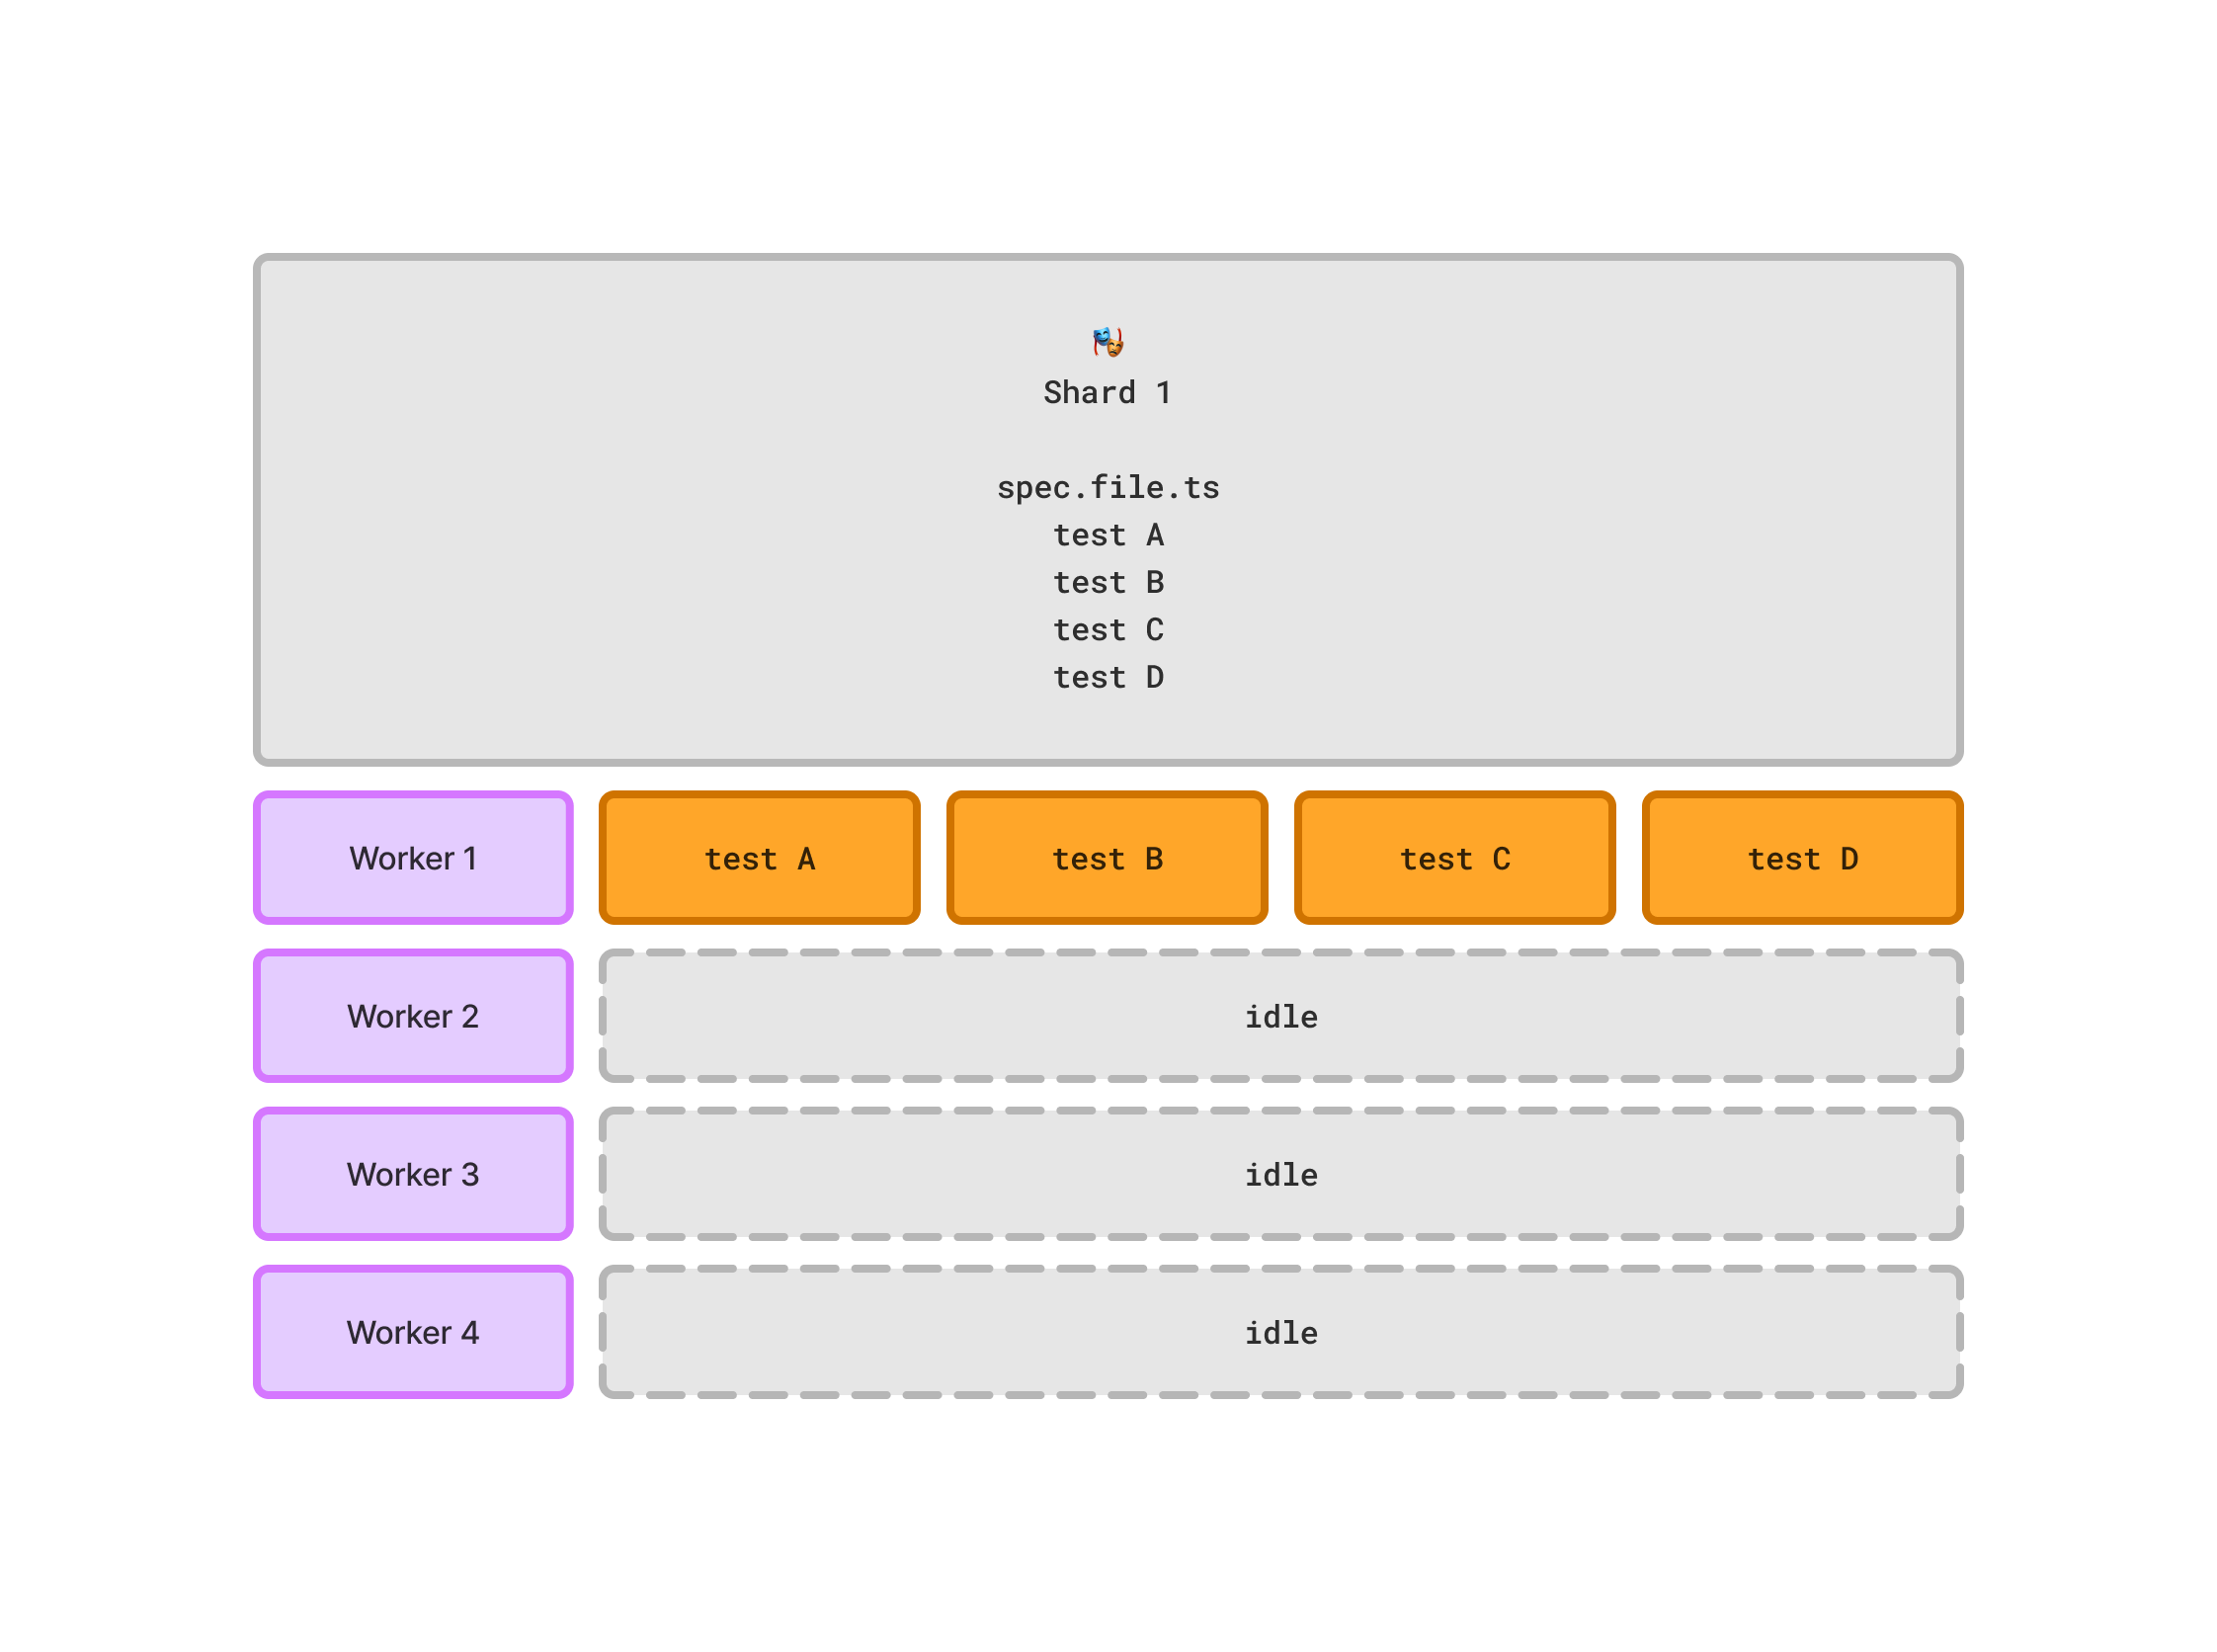 Shard 1
spec.file.ts
test A
test B
test C
test D
Worker 1
test A
test B
test C
test D
Worker 2
idle
Worker 3
idle
Worker 4
idle